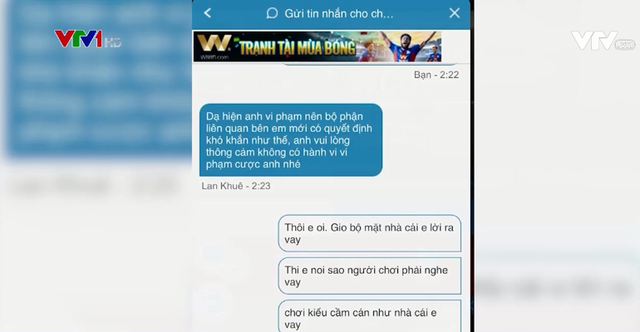 VTV1 HD
Gửi tin nhắn cho ch...
W
TRANH TÀI MÙA BÓNG
Bạn - 2:22
Dạ hiện anh vi phạm nên bộ phận
liên quan bên em mới có quyết định
khó khăn như thế, anh vui lòng
thông cảm không có hành vi vi
phạm cược anh nhé
Lan Khuê - 2:23
Thôi e oi. Gio bộ mặt nhà cái e lời ra
vay
Thi e noi sao người chơi phải nghe
vay
chơi kiểu cầm cán như nhà cái e
vay
VTV